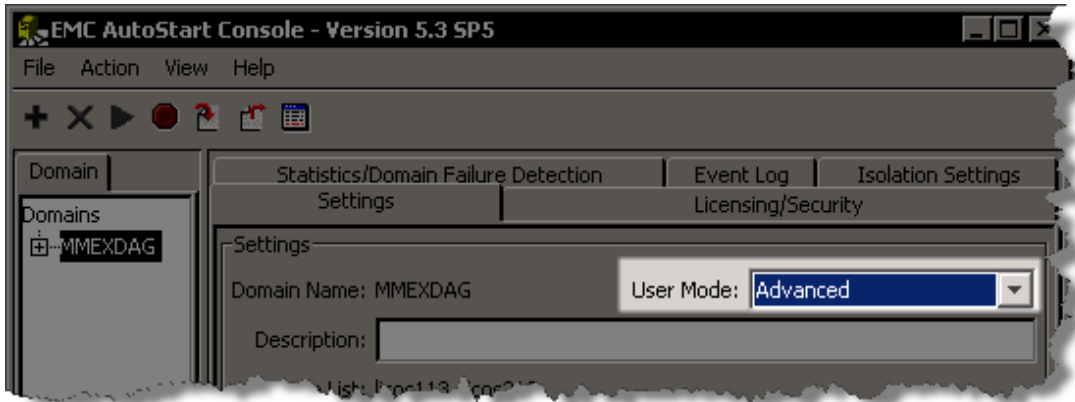 EMC AutoStart Console - Version 5.3 SP5
File Action View Help
Domain
Statistics/Domain Failure Detection Event Log Isolation Settings
Settings Licensing/Security
Domains
MMEXDAG
Settings
Domain Name: MMEXDAG User Mode: Advanced
Description:
List: